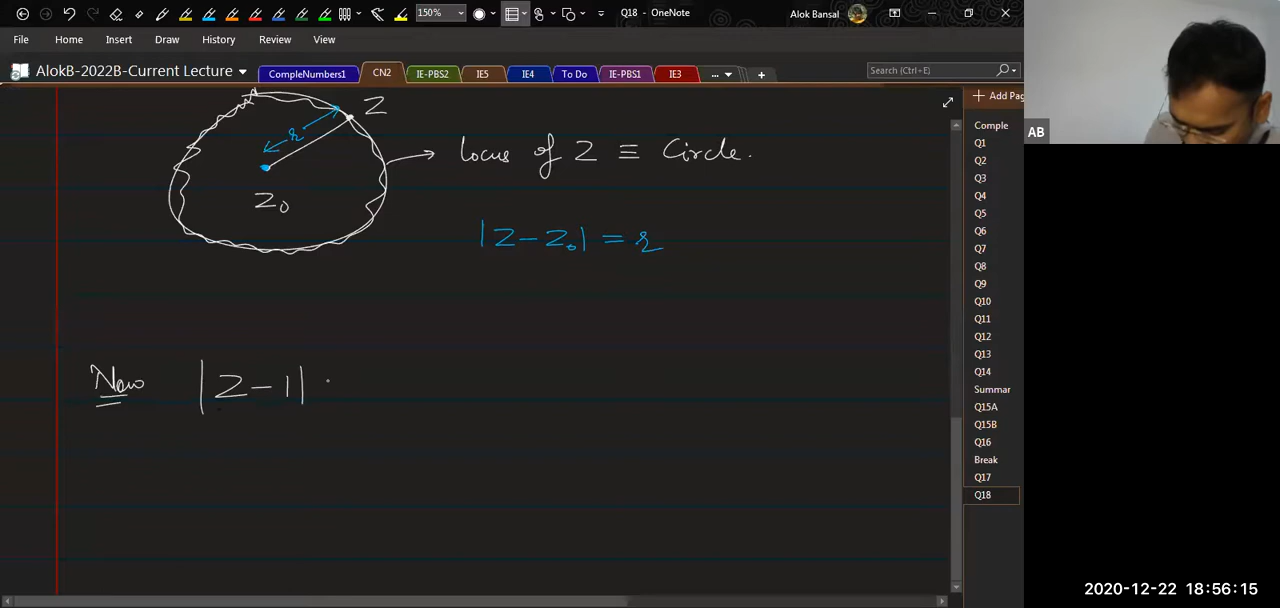 150%
Q18 - OneNote
Alok Bansal
File Home Insert Draw History Review View
AlokB-2022B-Current Lecture
CompleNumbers1 CN2 IE-PBS2 IE5 IE4 To Do IE-PBS1 IE3 ...
Search (Ctrl+E)
Add Pag
Z
r
Z0
locus of Z ≡ Circle.
|Z-Z0| = r
Now |Z-1|
Comple
Q1
Q2
Q3
Q4
Q5
Q6
Q7
Q8
Q9
Q10
Q11
Q12
Q13
Q14
Summar
Q15A
Q15B
Q16
Break
Q17
Q18
AB
2020-12-22 18:56:15